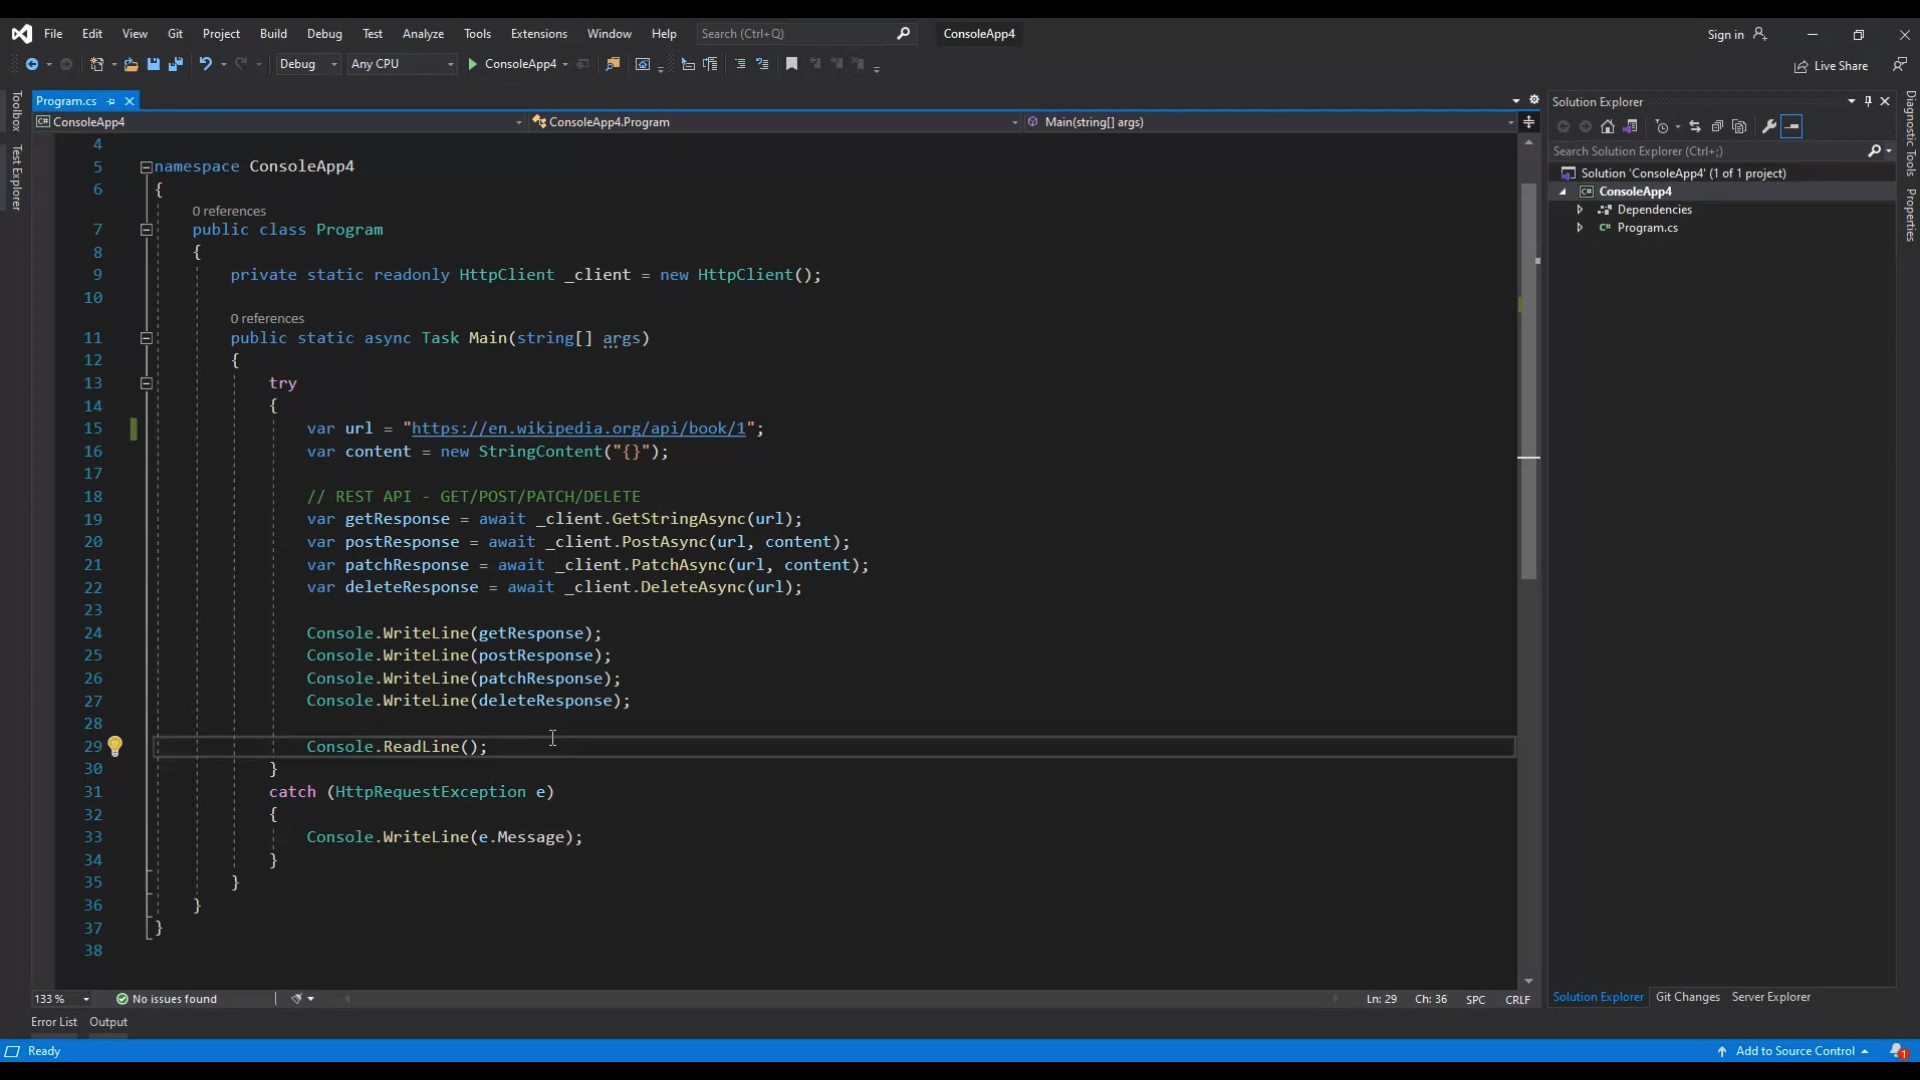 File Edit View Git Project Build Debug Test Analyze Tools Extensions Window Help Search (Ctrl+Q) ConsoleApp4 Sign in
Debug Any CPU ConsoleApp4 Live Share
Toolbox
Test Explorer
Program.cs
ConsoleApp4 ConsoleApp4.Program Main(string[] args)
4
5 namespace ConsoleApp4
6 {
0 references
7 public class Program
8 {
9 private static readonly HttpClient _client = new HttpClient();
10
0 references
11 public static async Task Main(string[] args)
12 {
13 try
14 {
15 var url = "https://en.wikipedia.org/api/book/1";
16 var content = new StringContent("{}");
17
18 // REST API - GET/POST/PATCH/DELETE
19 var getResponse = await _client.GetStringAsync(url);
20 var postResponse = await _client.PostAsync(url, content);
21 var patchResponse = await _client.PatchAsync(url, content);
22 var deleteResponse = await _client.DeleteAsync(url);
23
24 Console.WriteLine(getResponse);
25 Console.WriteLine(postResponse);
26 Console.WriteLine(patchResponse);
27 Console.WriteLine(deleteResponse);
28
29 Console.ReadLine();
30 }
31 catch (HttpRequestException e)
32 {
33 Console.WriteLine(e.Message);
34 }
35 }
36 }
37 }
38
133 % No issues found Ln: 29 Ch: 36 SPC CRLF
Solution Explorer
Search Solution Explorer (Ctrl+;)
Solution 'ConsoleApp4' (1 of 1 project)
ConsoleApp4
Dependencies
C# Program.cs
Solution Explorer Git Changes Server Explorer
Diagnostic Tools
Properties
Error List Output
Ready Add to Source Control 1